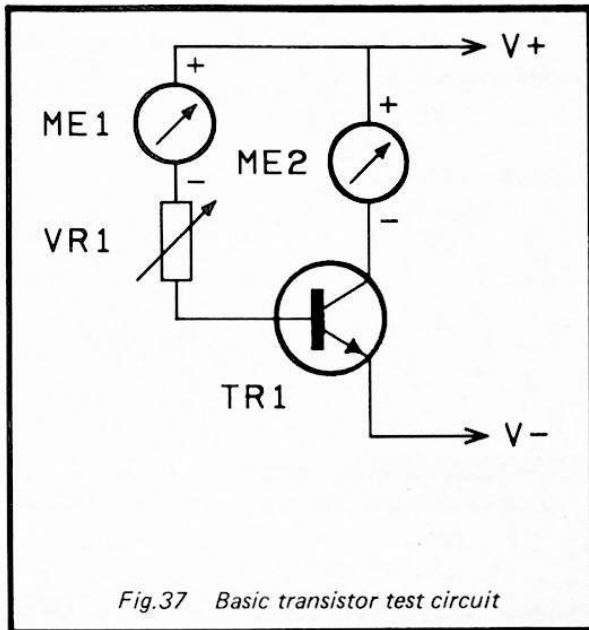 V+
+
+
ME1
ME2
-
-
VR1
TR1
V-
Fig.37 Basic transistor test circuit